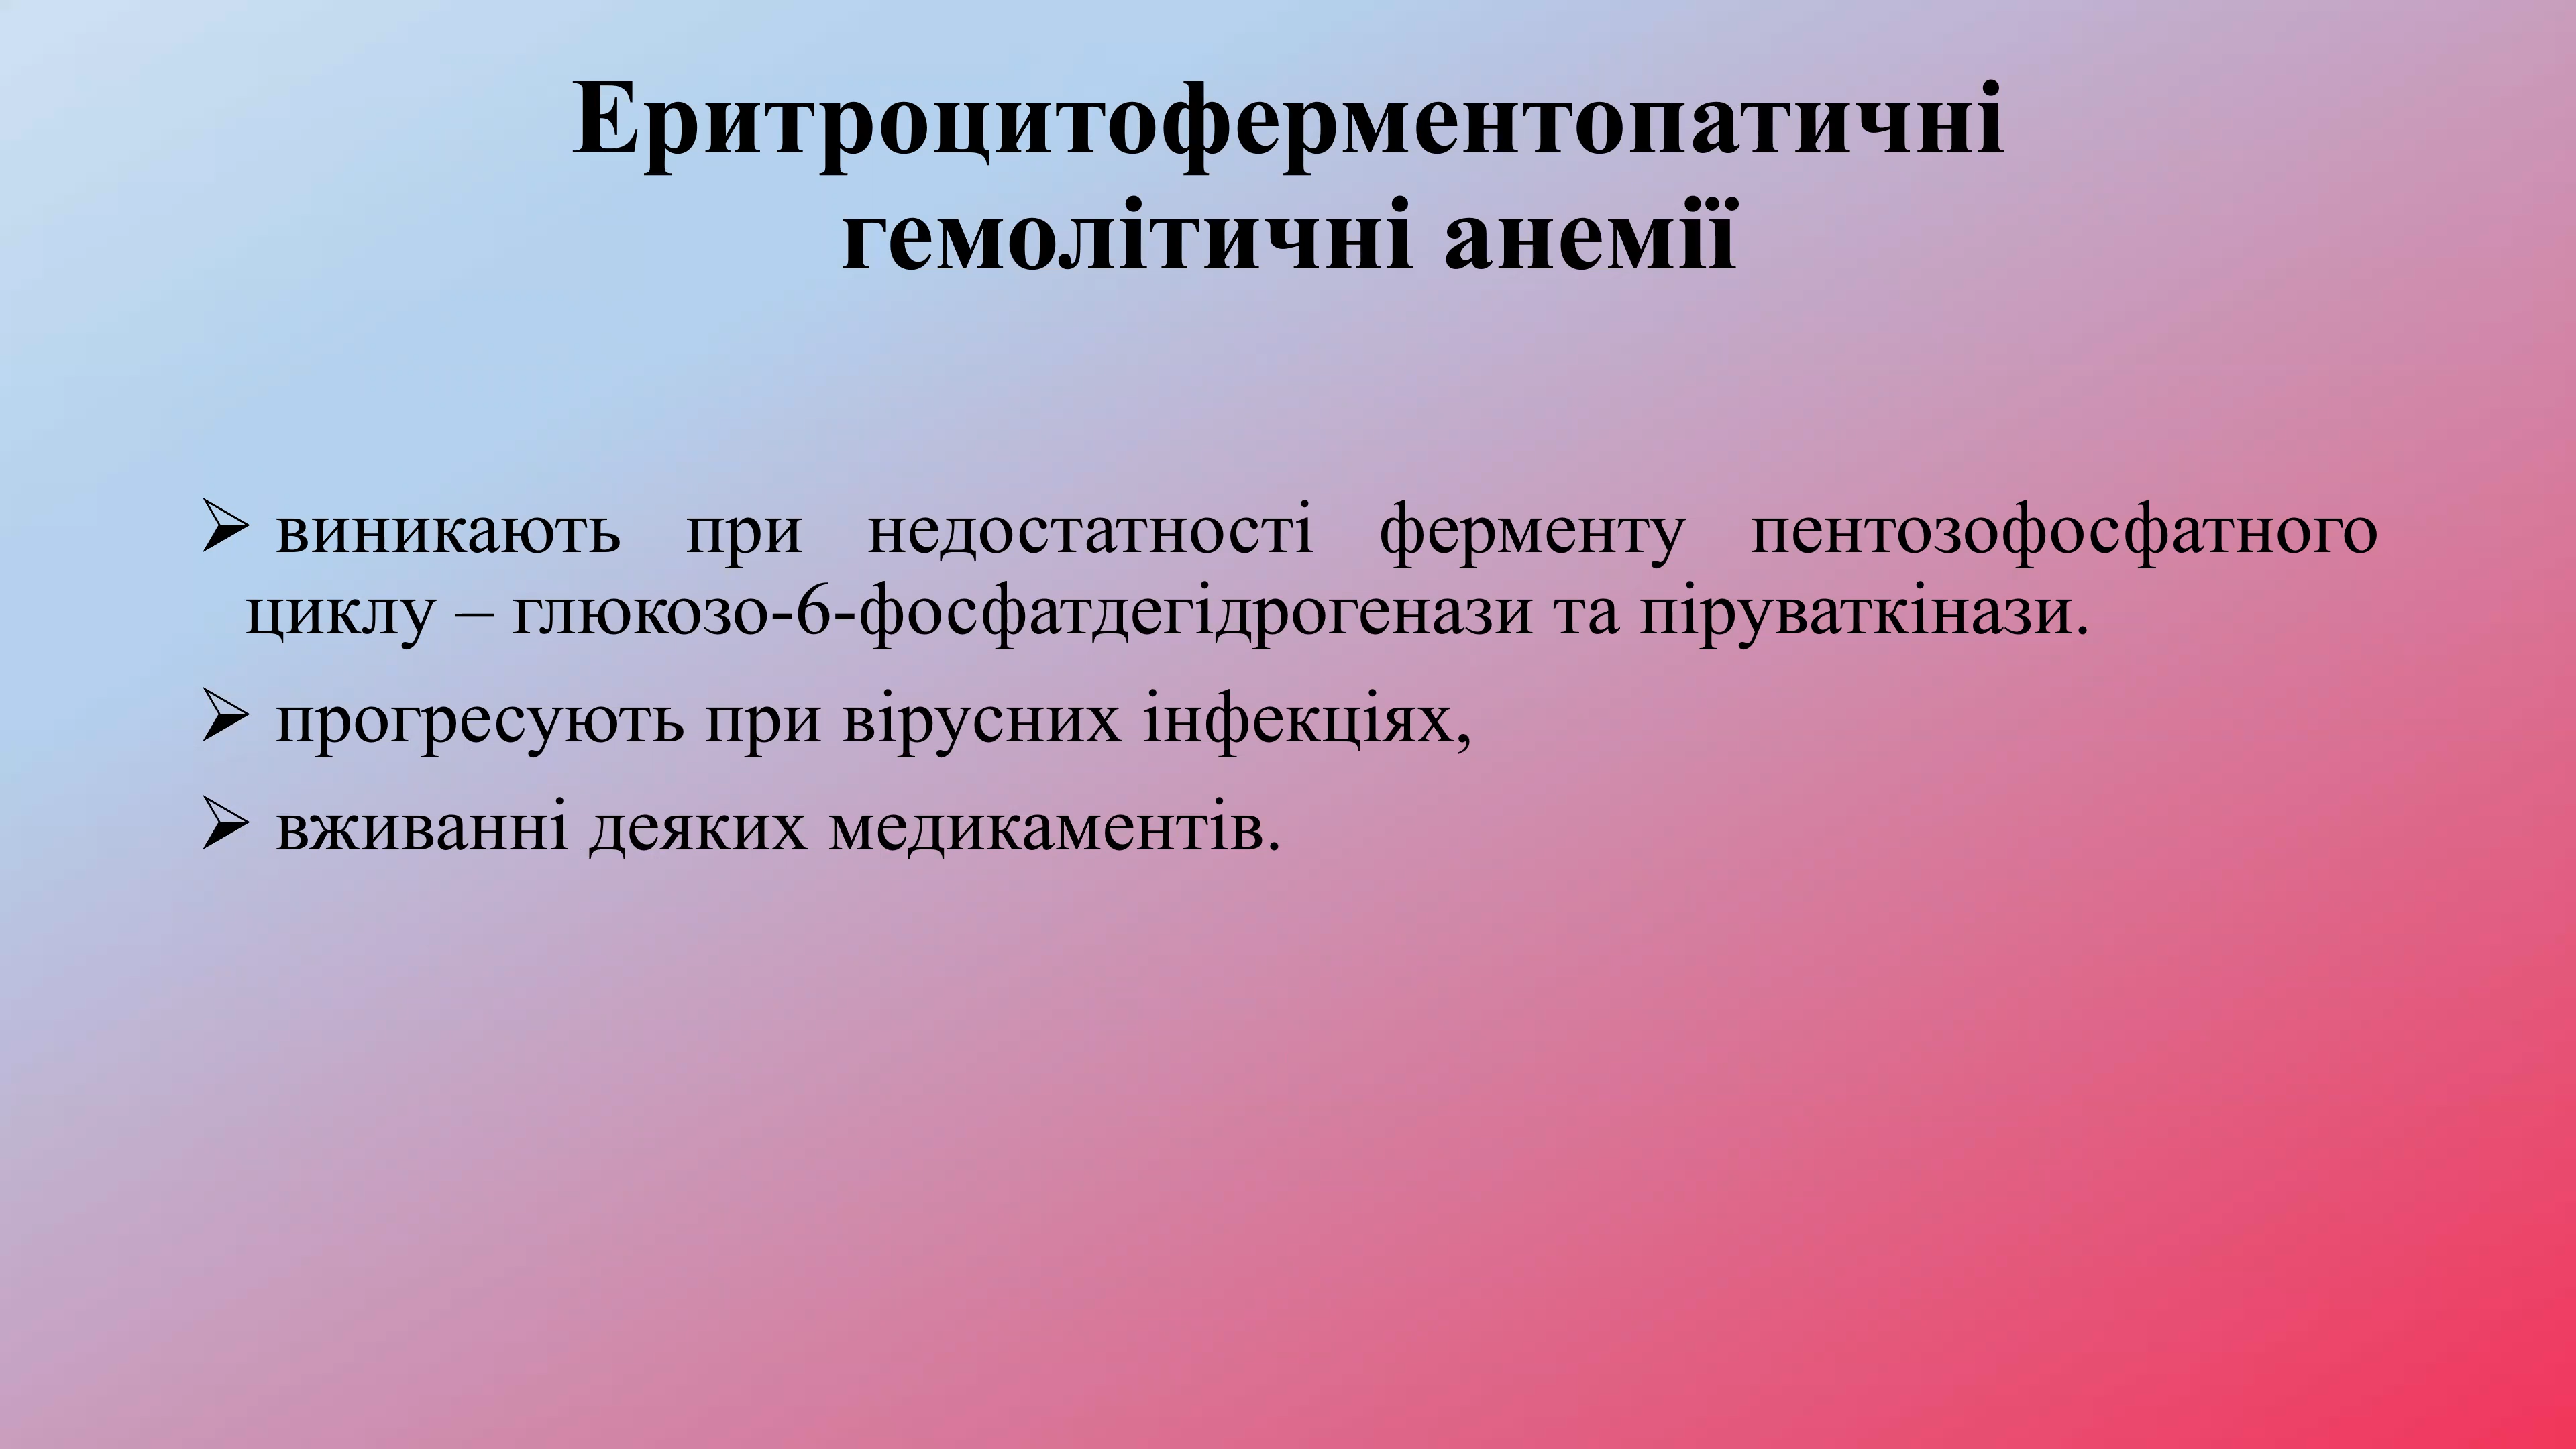 Еритроцитоферментопатичні
гемолітичні анемії
➢ виникають при недостатності ферменту пентозофосфатного
циклу – глюкозо-6-фосфатдегідрогенази та піруваткінази.
➢ прогресують при вірусних інфекціях,
➢ вживанні деяких медикаментів.